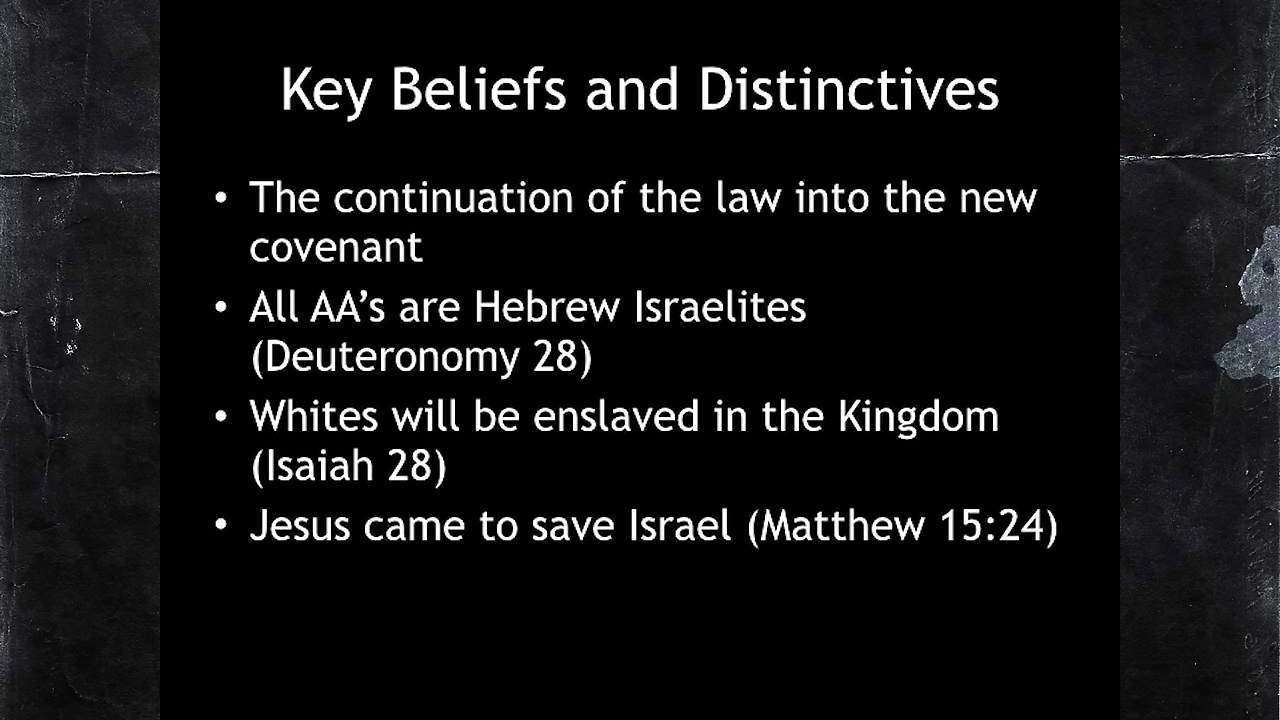 Key Beliefs and Distinctives
• The continuation of the law into the new
covenant
• All AA’s are Hebrew Israelites
(Deuteronomy 28)
• Whites will be enslaved in the Kingdom
(Isaiah 28)
• Jesus came to save Israel (Matthew 15:24)